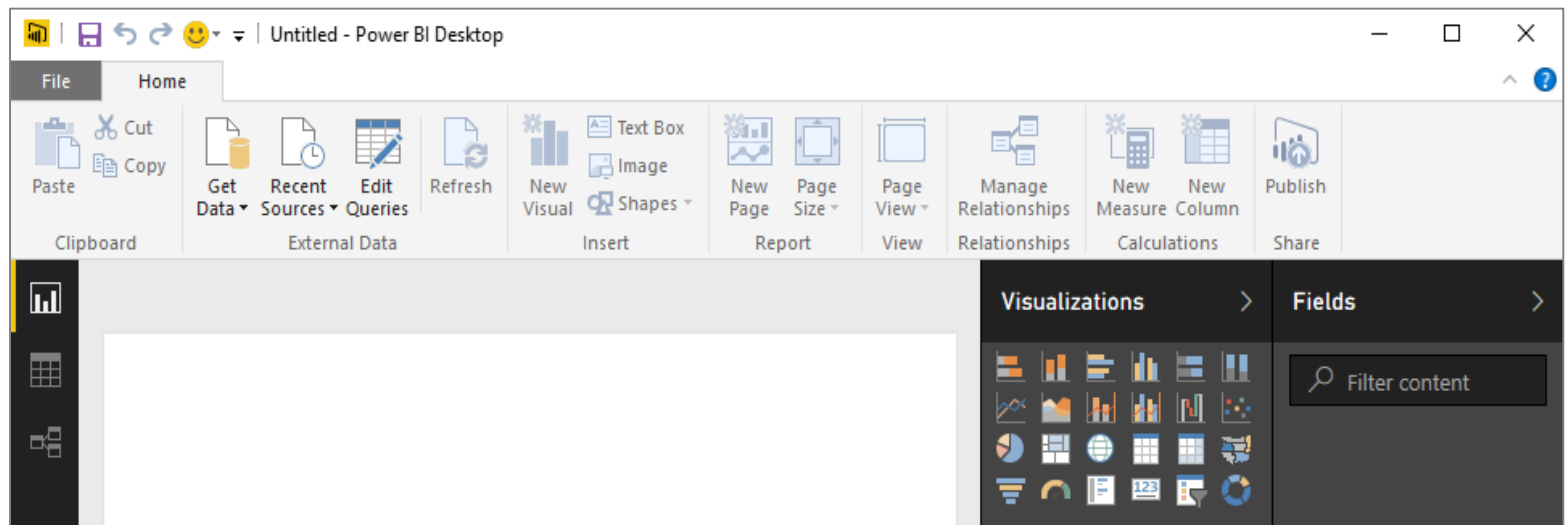 Untitled - Power BI Desktop
File
Home
?
Paste
Cut
Copy
Get
Data
Recent
Sources
Edit
Queries
Refresh
New
Visual
Text Box
Image
Shapes
New
Page
Page
Size
Page
View
Manage
Relationships
New
Measure
New
Column
Publish
Clipboard
External Data
Insert
Report
View
Relationships
Calculations
Share
Visualizations
Fields
Filter content
123